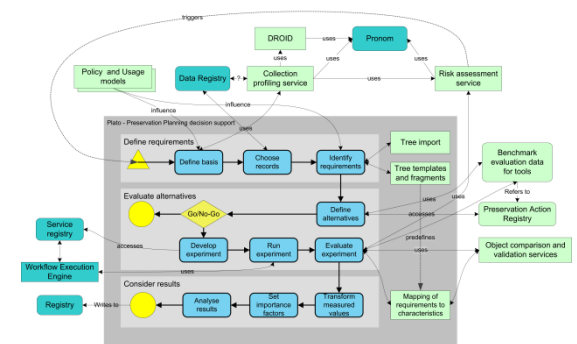 triggers
DROID
uses
Pronom
uses
uses
uses
Policy and Usage
models
Data Registry
?
Collection
profiling service
uses
Risk assessment
service
influence
influence
uses
Plato - Preservation Planning decision support
Define requirements
Define basis
Choose
records
Identify
requirements
Tree import
Tree templates
and fragments
Benchmark
evaluation data
for tools
uses
uses
Refers to
Evaluate alternatives
Go/No-Go
Define
alternatives
accesses
Preservation Action
Registry
predefines
Service
registry
accesses
Develop
experiment
Run
experiment
Evaluate
experiment
uses
Object comparison and
validation services
Workflow Execution
Engine
uses
Consider results
Registry
Writes to
Analyse
results
Set
importance
factors
Transform
measured
values
Mapping of
requirements to
characteristics